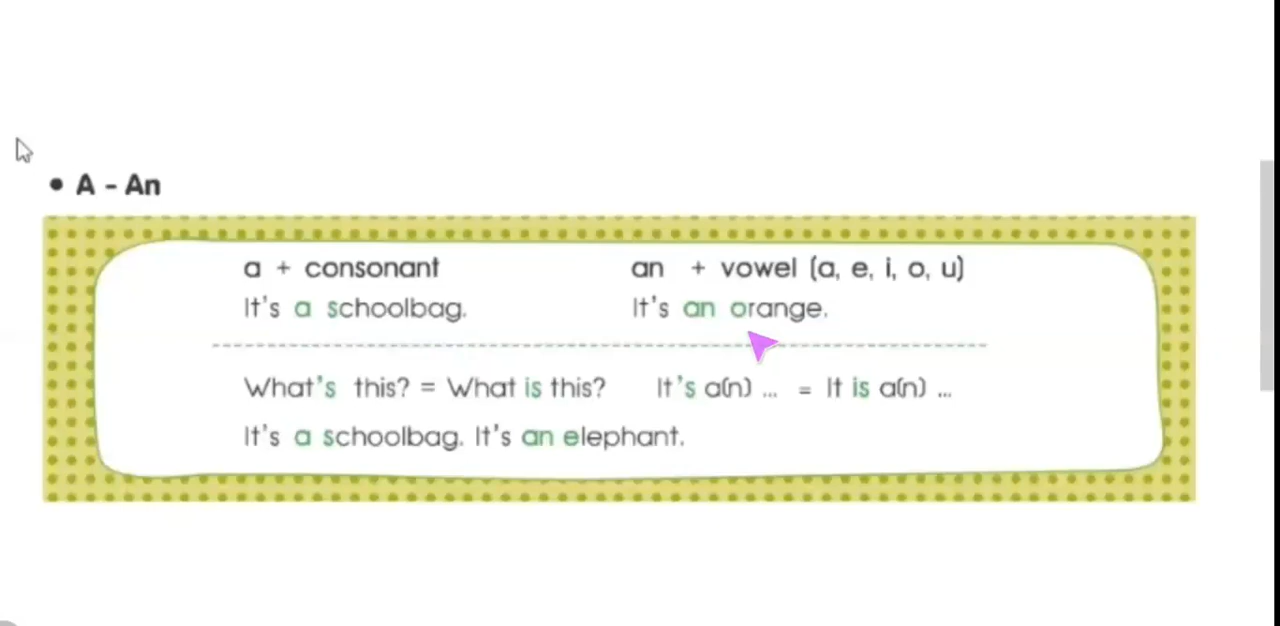 • A - An
a + consonant an + vowel (a, e, i, o, u)
It's a schoolbag. It's an orange.
What's this? = What is this? It's a(n) ... = It is a(n) ...
It's a schoolbag. It's an elephant.